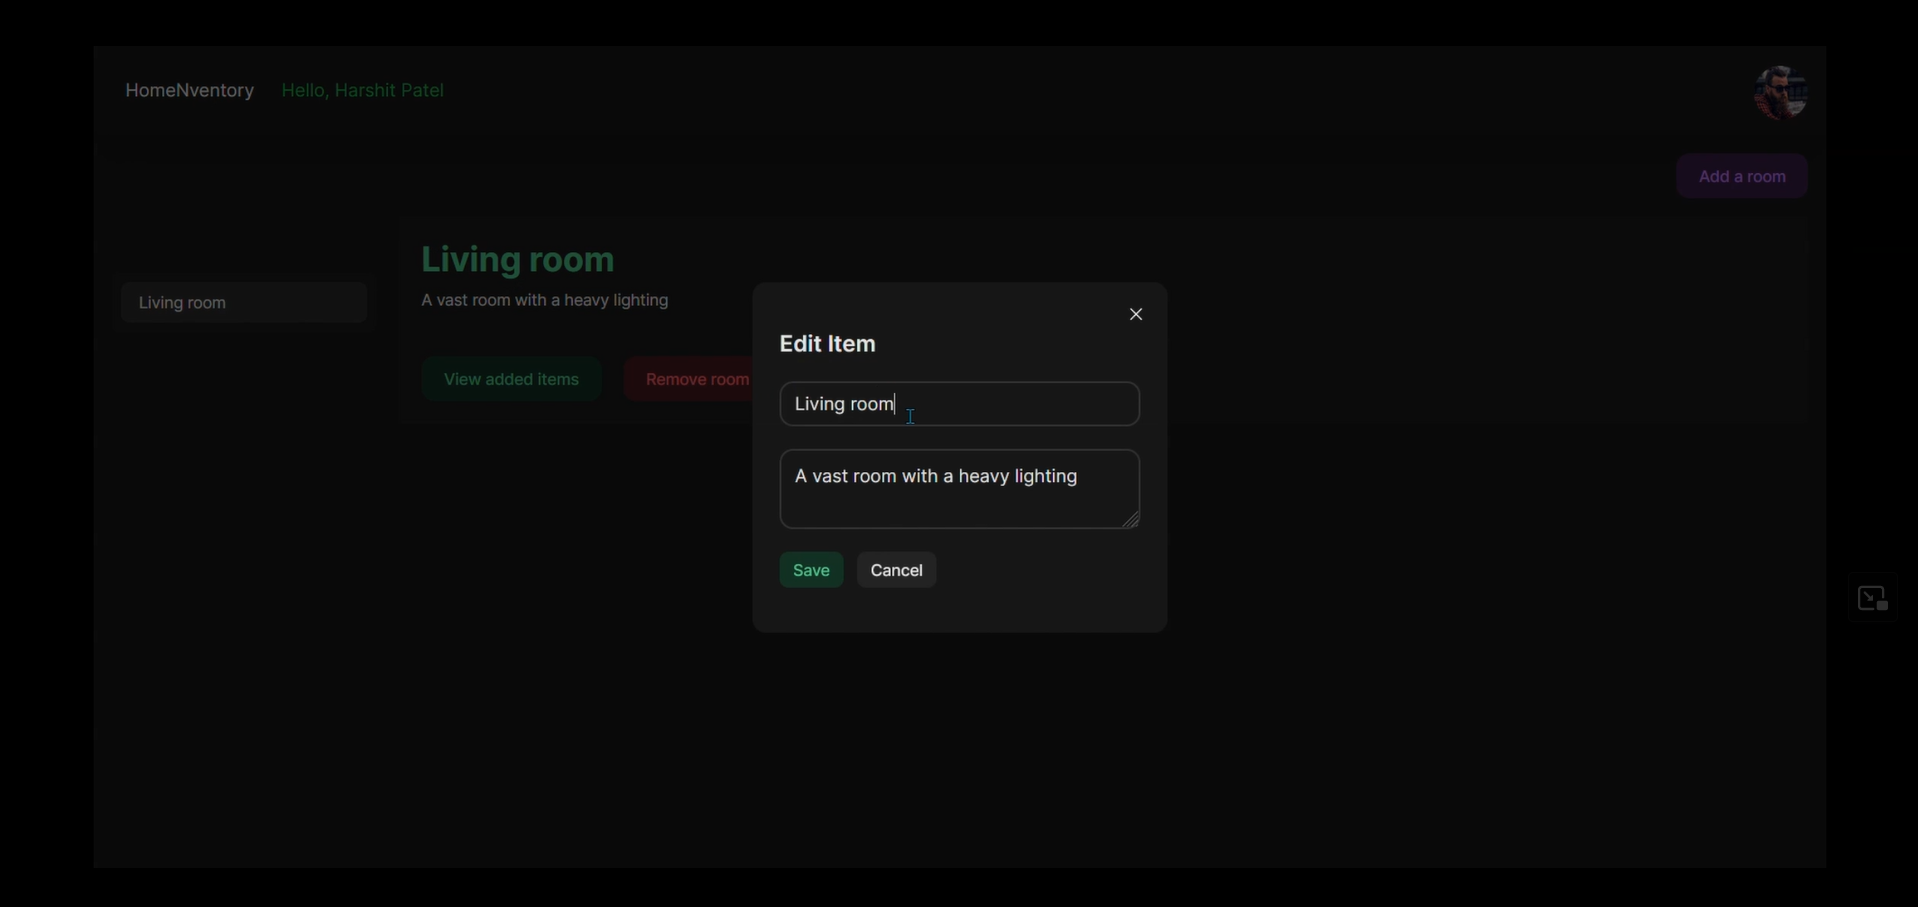 HomeNventory
Hello, Harshit Patel
Add a room
Living room
Living room
A vast room with a heavy lighting
View added items
Remove room
Edit Item
Living room
A vast room with a heavy lighting
Save
Cancel